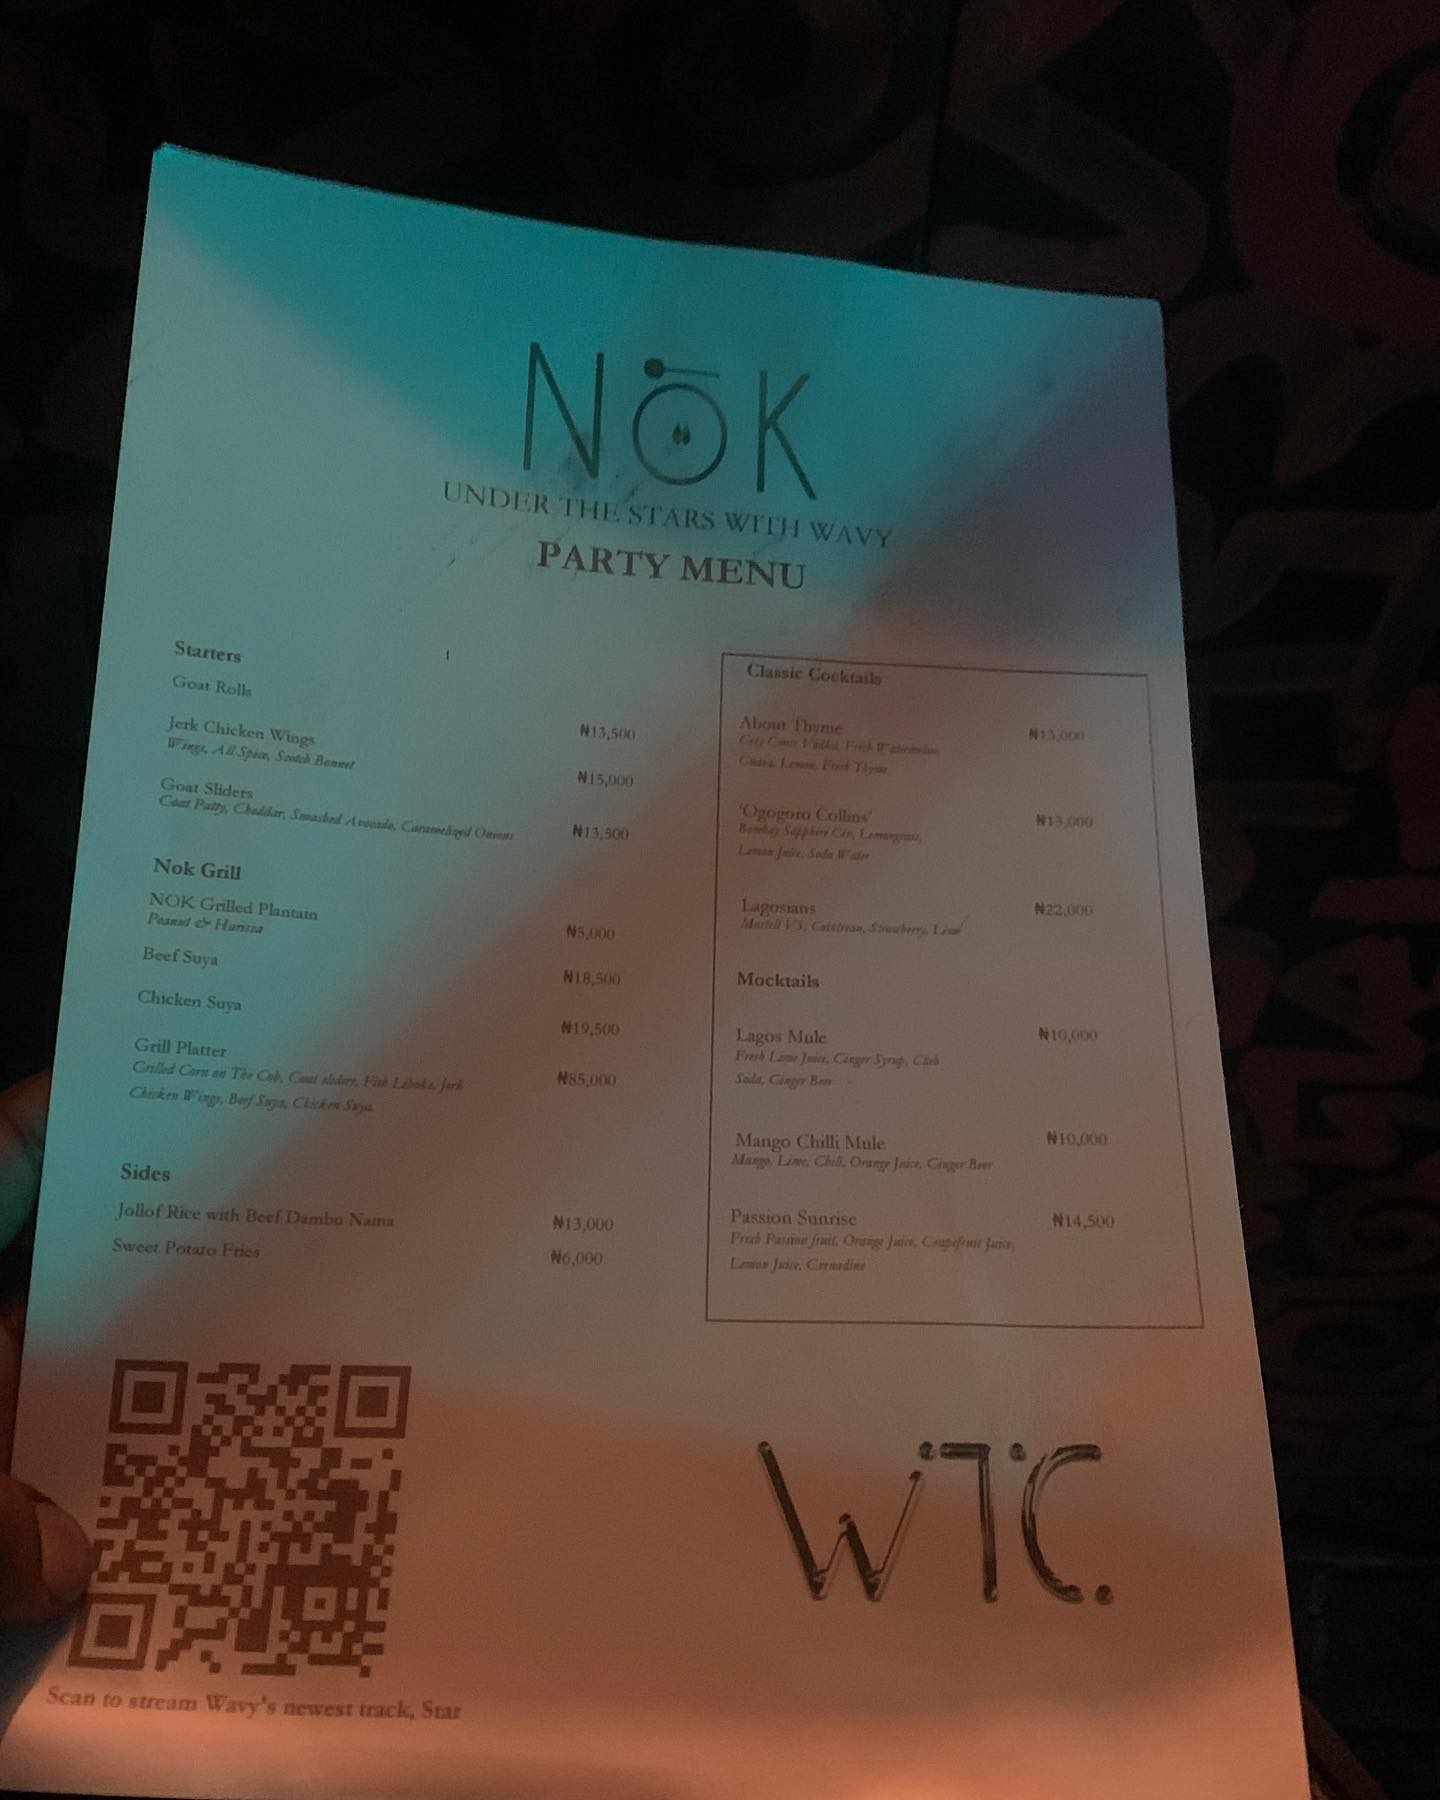 NOK
UNDER THE STARS WITH WAVY
PARTY MENU
Starters
Goat Rolls
₦13,500
Jerk Chicken Wings
Wings, All Spice, Scotch Bonnet
₦15,000
Goat Sliders
Goat Patty, Cheddar, Smashed Avocado, Caramelized Onions
₦13,500
Nok Grill
NOK Grilled Plantain
Peanut & Harissa
₦5,000
Beef Suya
₦18,500
Chicken Suya
₦19,500
Grill Platter
Grilled Corn on The Cob, Goat sliders, Fish Lafoka, Jerk
Chicken Wings, Beef Suya, Chicken Suya
₦85,000
Sides
Jollof Rice with Beef Dambu Nama ₦13,000
Sweet Potato Fries ₦6,000
Classic Cocktails
About Thyme ₦13,000
Vodka, Fresh Watermelon,
Guava, Lemon, Fresh Thyme
'Ogogoro Collins' ₦13,000
Bombay Sapphire Gin, Lemongrass,
Lemon Juice, Soda Water
Lagosians ₦22,000
Martell VS, Cointreau, Strawberry, Lime
Mocktails
Lagos Mule ₦10,000
Fresh Lime Juice, Ginger Syrup, Club
Soda, Ginger Beer
Mango Chilli Mule ₦10,000
Mango, Lime, Chili, Orange Juice, Ginger Beer
Passion Sunrise ₦14,500
Fresh Passion fruit, Orange Juice, Grapefruit Juice,
Lemon Juice, Grenadine
WTC.
Scan to stream Wavy's newest track, Star